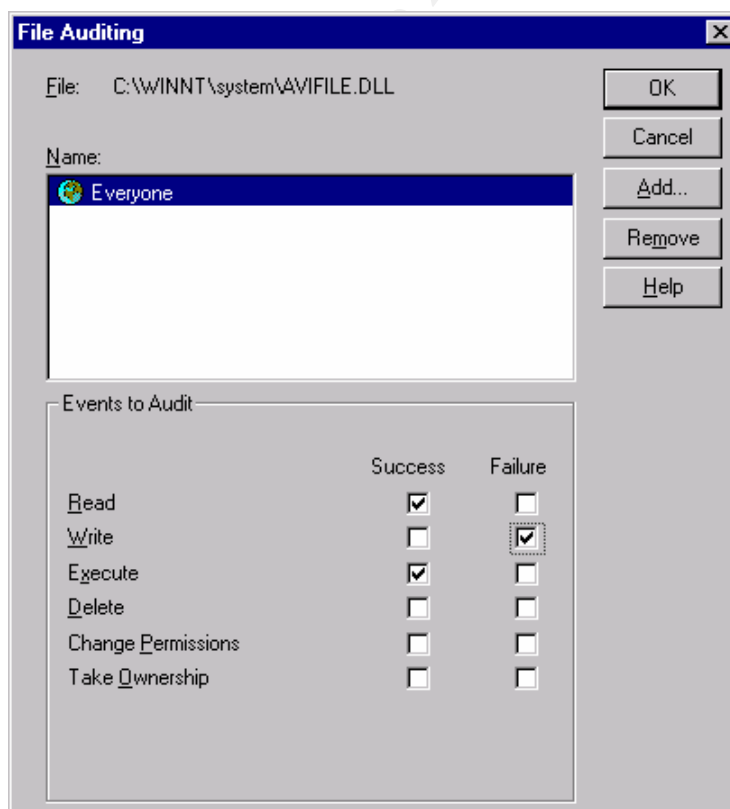 File Auditing
File: C:\WINNT\system\AVIFILE.DLL
OK
Cancel
Name:
Add...
Everyone
Remove
Help
Events to Audit
Success Failure
Read
Write
Execute
Delete
Change Permissions
Take Ownership